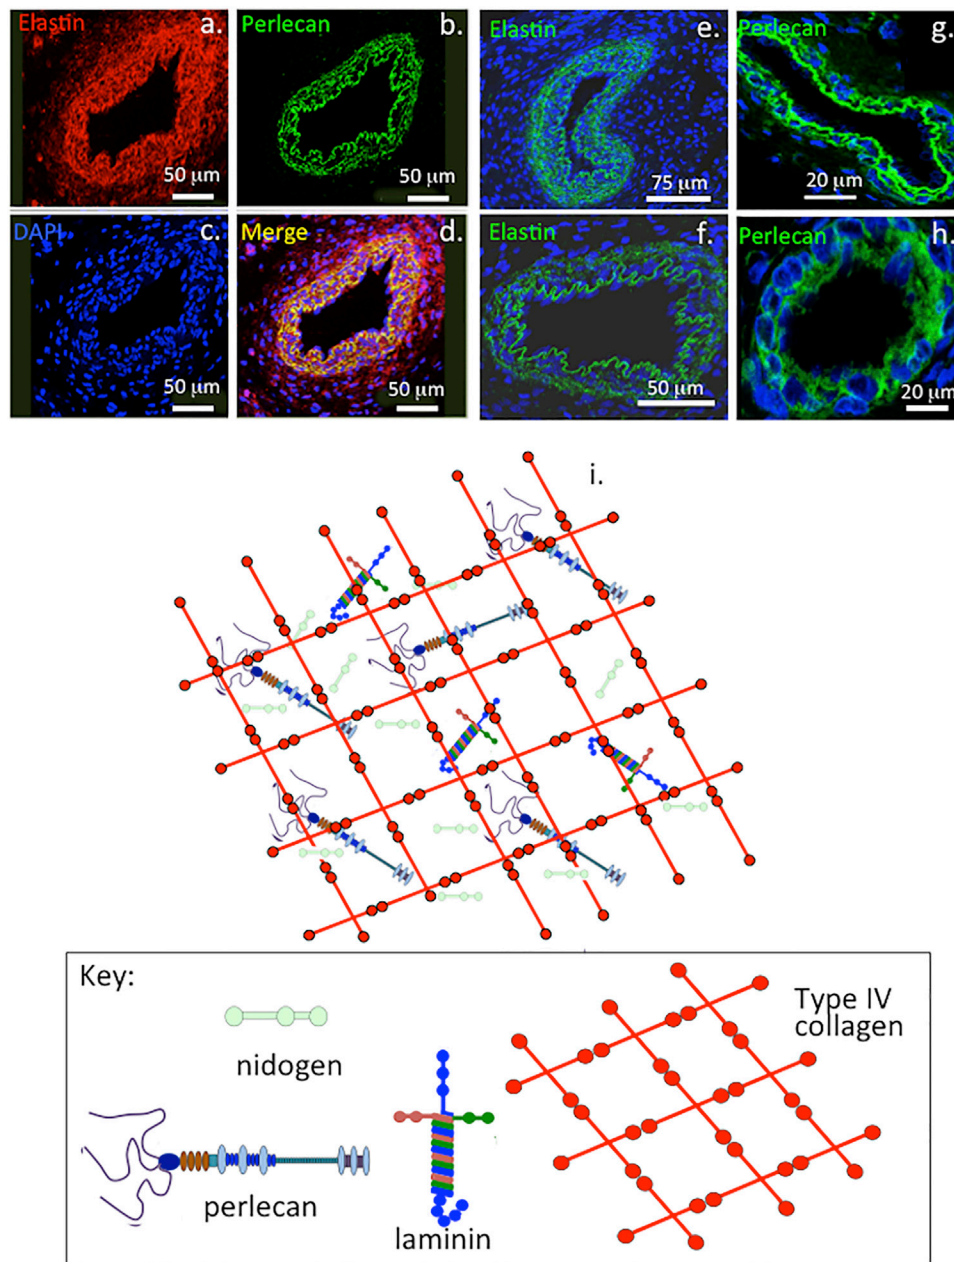 Elastin a.
50 μm
Perlecan b.
50 μm
Elastin e.
75 μm
Perlecan g.
20 μm
DAPI c.
50 μm
Merge d.
50 μm
Elastin f.
50 μm
Perlecan h.
20 μm
i.
Key:
nidogen
perlecan
laminin
Type IV
collagen